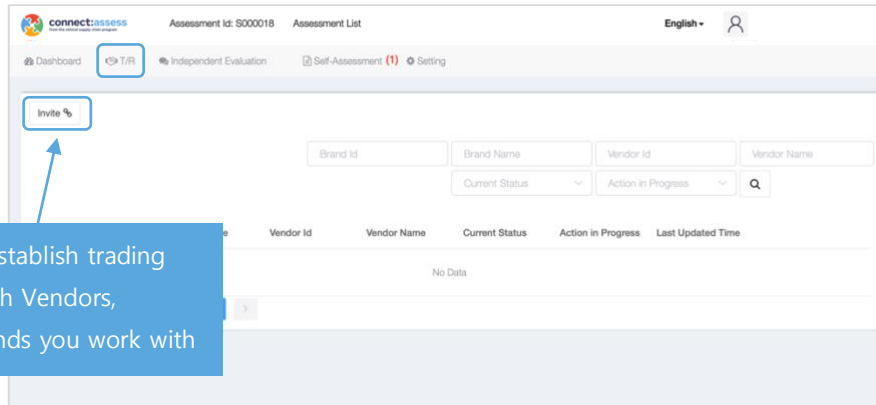 connect:assess
from the ethical supply chain program
Assessment Id: S000018
Assessment List
English
Dashboard
T/R
Independent Evaluation
Self-Assessment (1)
Setting
Invite
Brand Id
Brand Name
Vendor Id
Vendor Name
Current Status
Action in Progress
Vendor Id
Vendor Name
Current Status
Action in Progress
Last Updated Time
No Data
stablish trading
h Vendors,
nds you work with